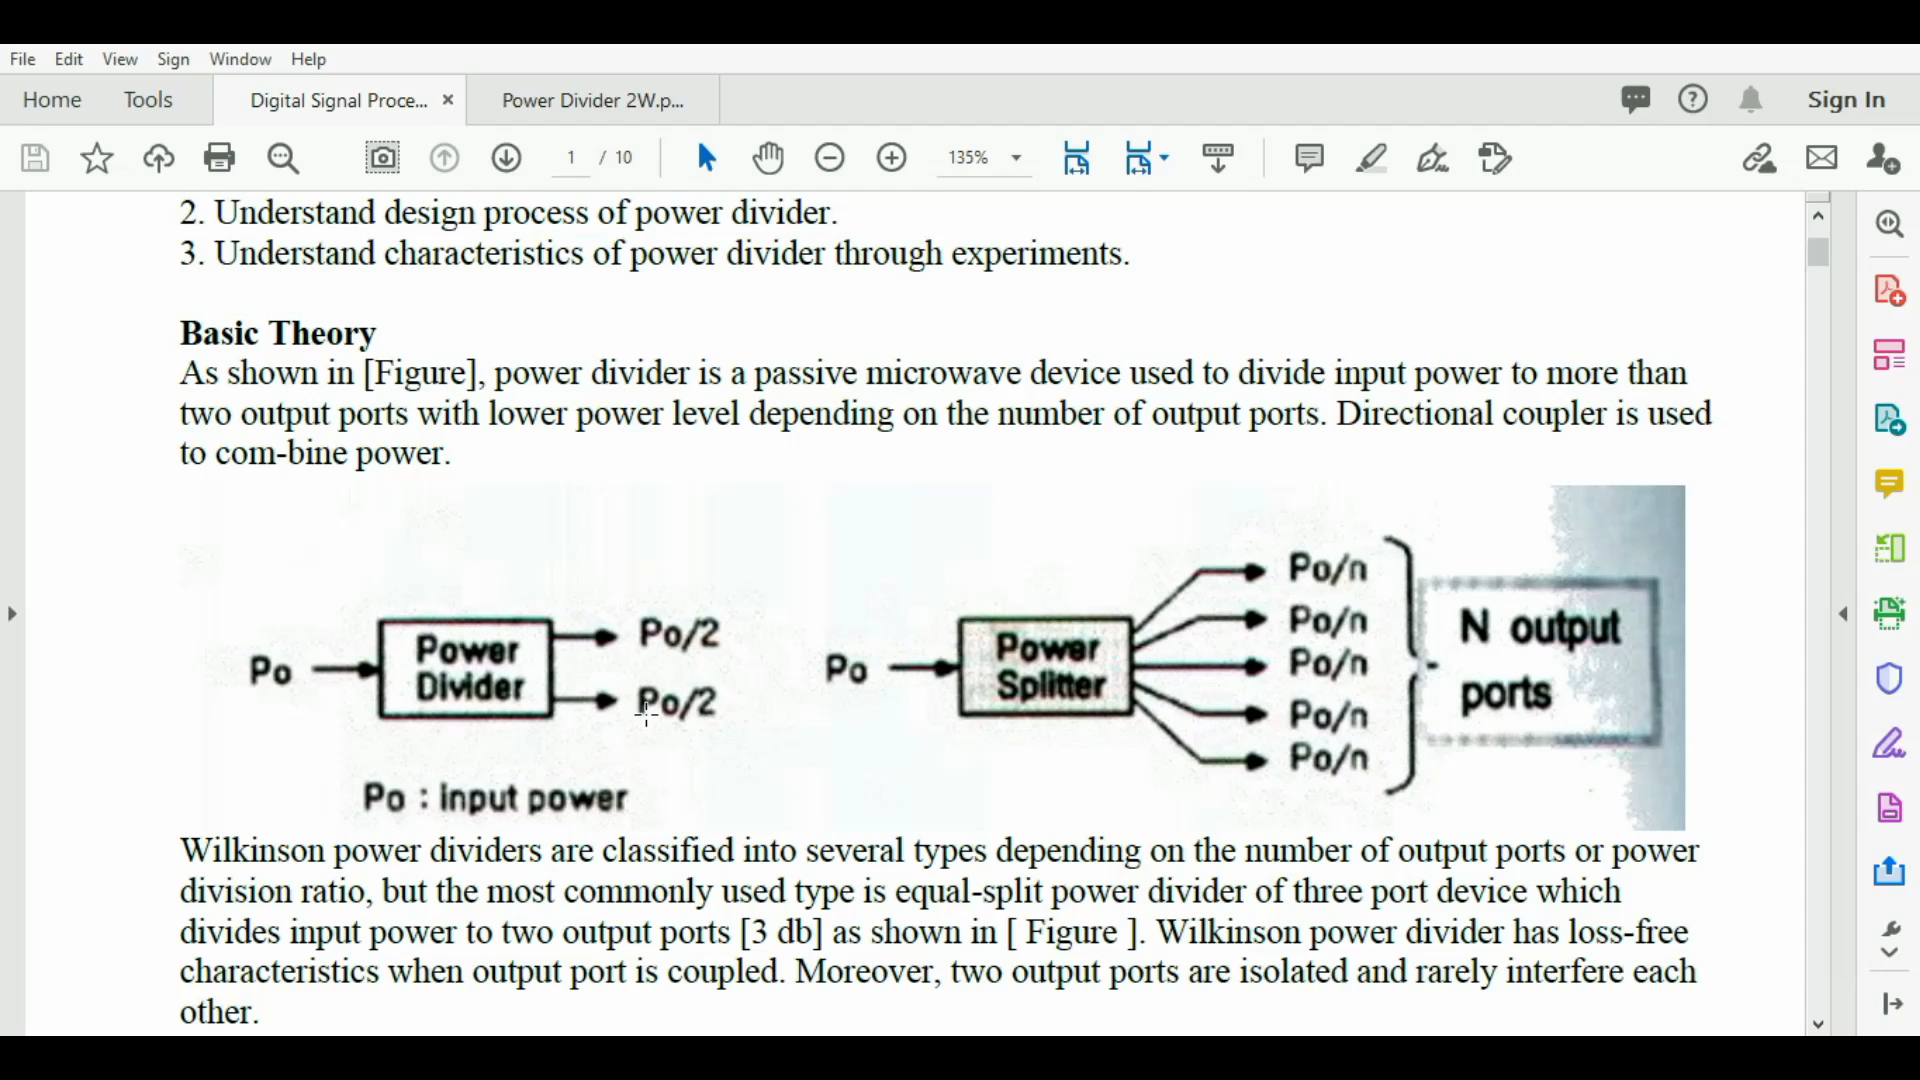 File Edit View Sign Window Help
Home Tools Digital Signal Proce... × Power Divider 2W.p... Sign In
1 / 10 135%
2. Understand design process of power divider.
3. Understand characteristics of power divider through experiments.
Basic Theory
As shown in [Figure], power divider is a passive microwave device used to divide input power to more than
two output ports with lower power level depending on the number of output ports. Directional coupler is used
to com-bine power.
Po Power Divider Po/2
Po/2
Po : input power
Po Power Splitter Po/n
Po/n
Po/n
Po/n
Po/n
N output
ports
Wilkinson power dividers are classified into several types depending on the number of output ports or power
division ratio, but the most commonly used type is equal-split power divider of three port device which
divides input power to two output ports [3 db] as shown in [ Figure ]. Wilkinson power divider has loss-free
characteristics when output port is coupled. Moreover, two output ports are isolated and rarely interfere each
other.